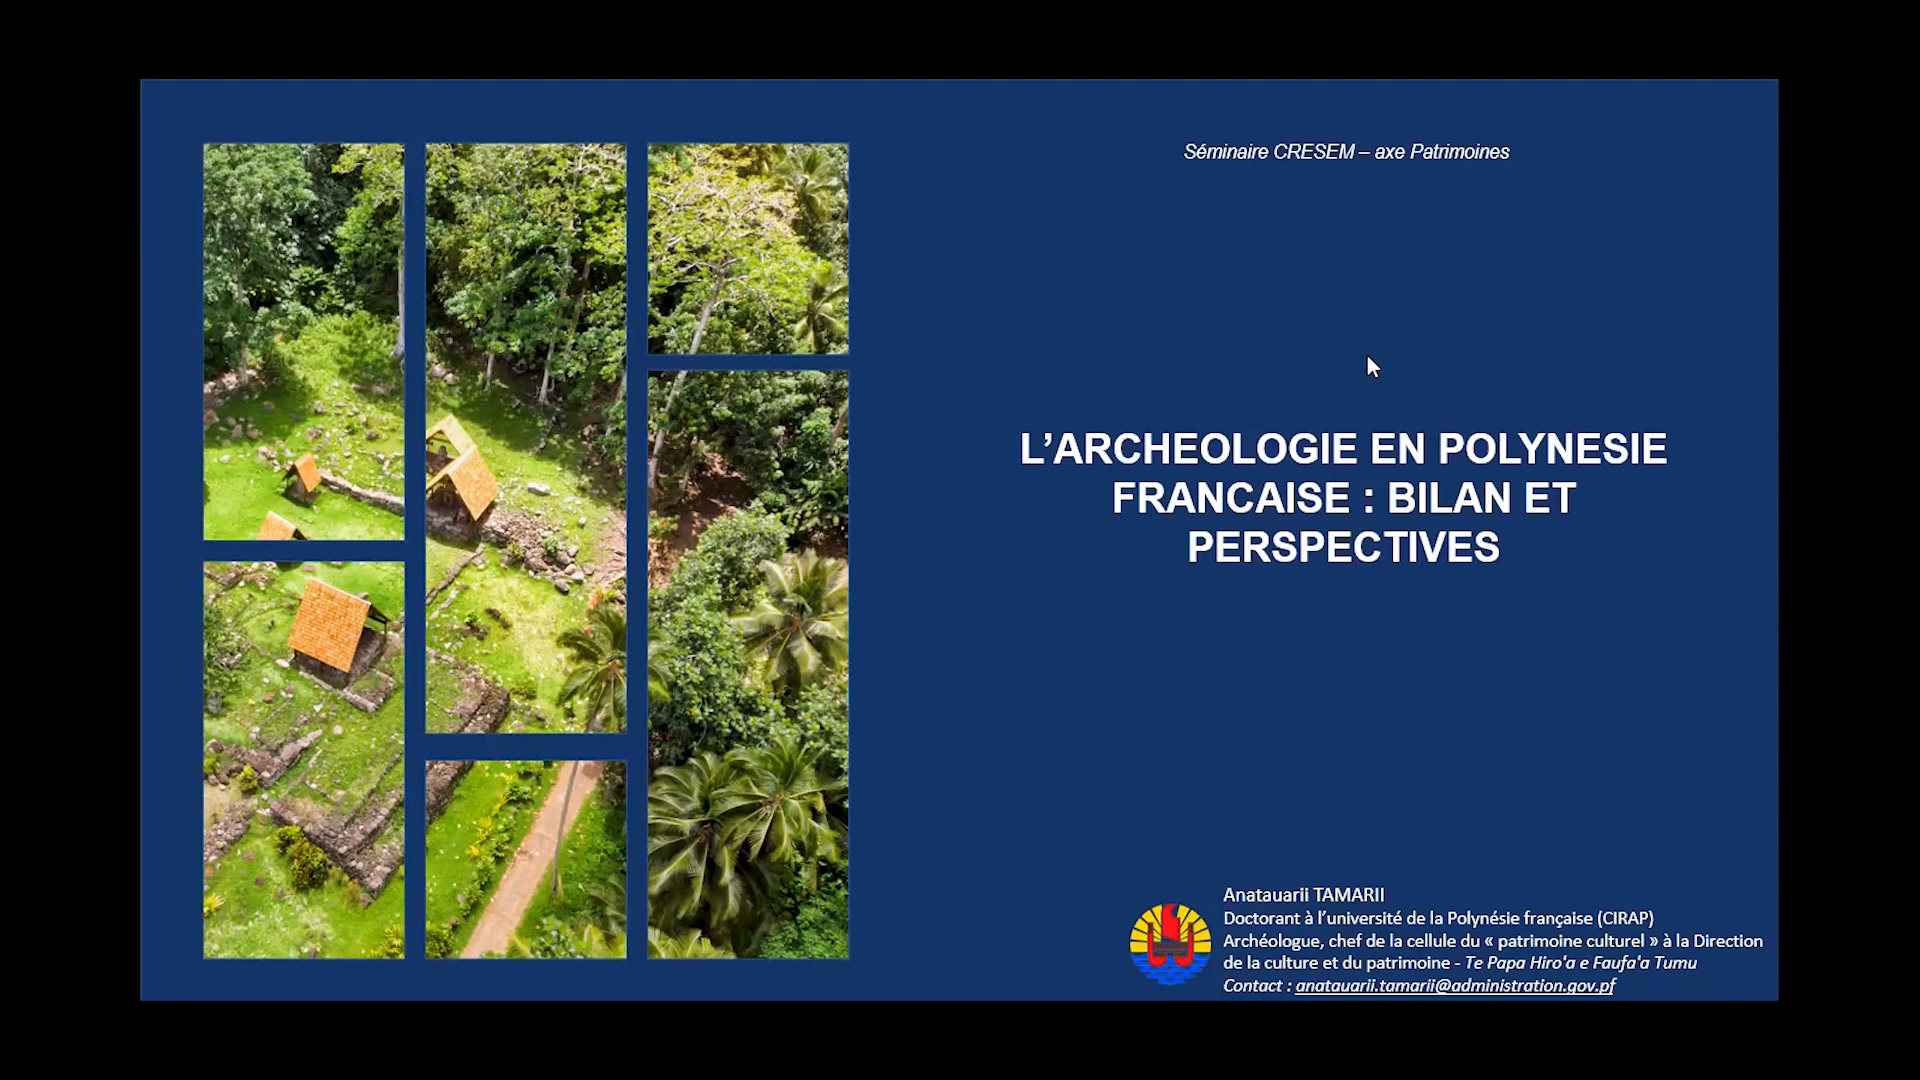 Séminaire CRESEM – axe Patrimoines
L’ARCHEOLOGIE EN POLYNESIE
FRANCAISE : BILAN ET
PERSPECTIVES
Anatauarii TAMARII
Doctorant à l’université de la Polynésie française (CIRAP)
Archéologue, chef de la cellule du « patrimoine culturel » à la Direction
de la culture et du patrimoine - Te Papa Hiro'a e Faufa'a Tumu
Contact : anatauarii.tamarii@administration.gov.pf